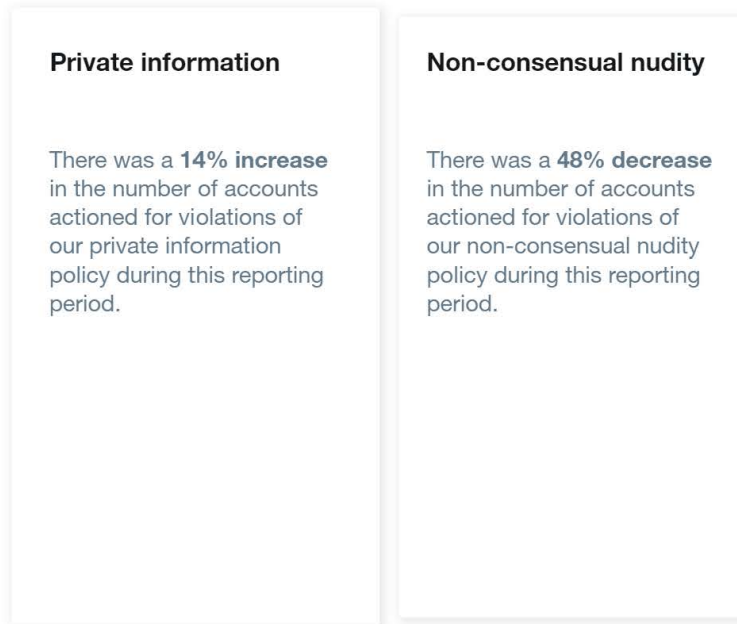 Private information
There was a 14% increase
in the number of accounts
actioned for violations of
our private information
policy during this reporting
period.
Non-consensual nudity
There was a 48% decrease
in the number of accounts
actioned for violations of
our non-consensual nudity
policy during this reporting
period.